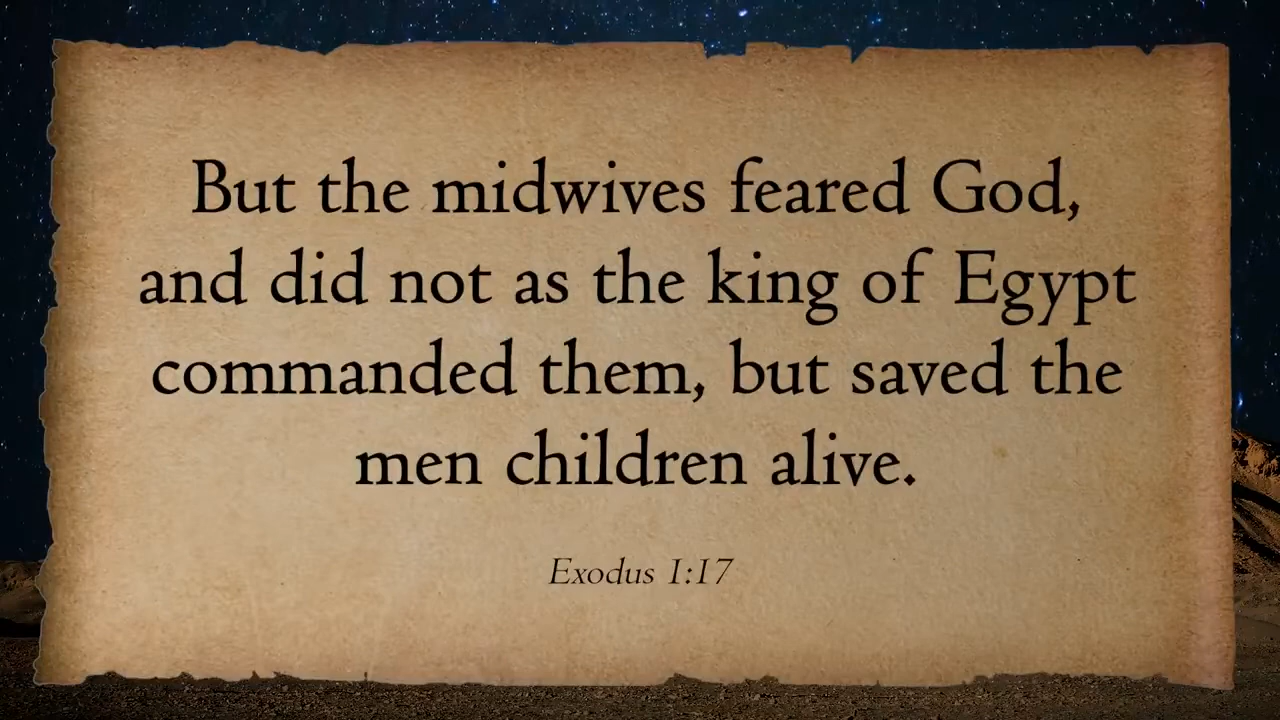 But the midwives feared God,
and did not as the king of Egypt
commanded them, but saved the
men children alive.
Exodus 1:17